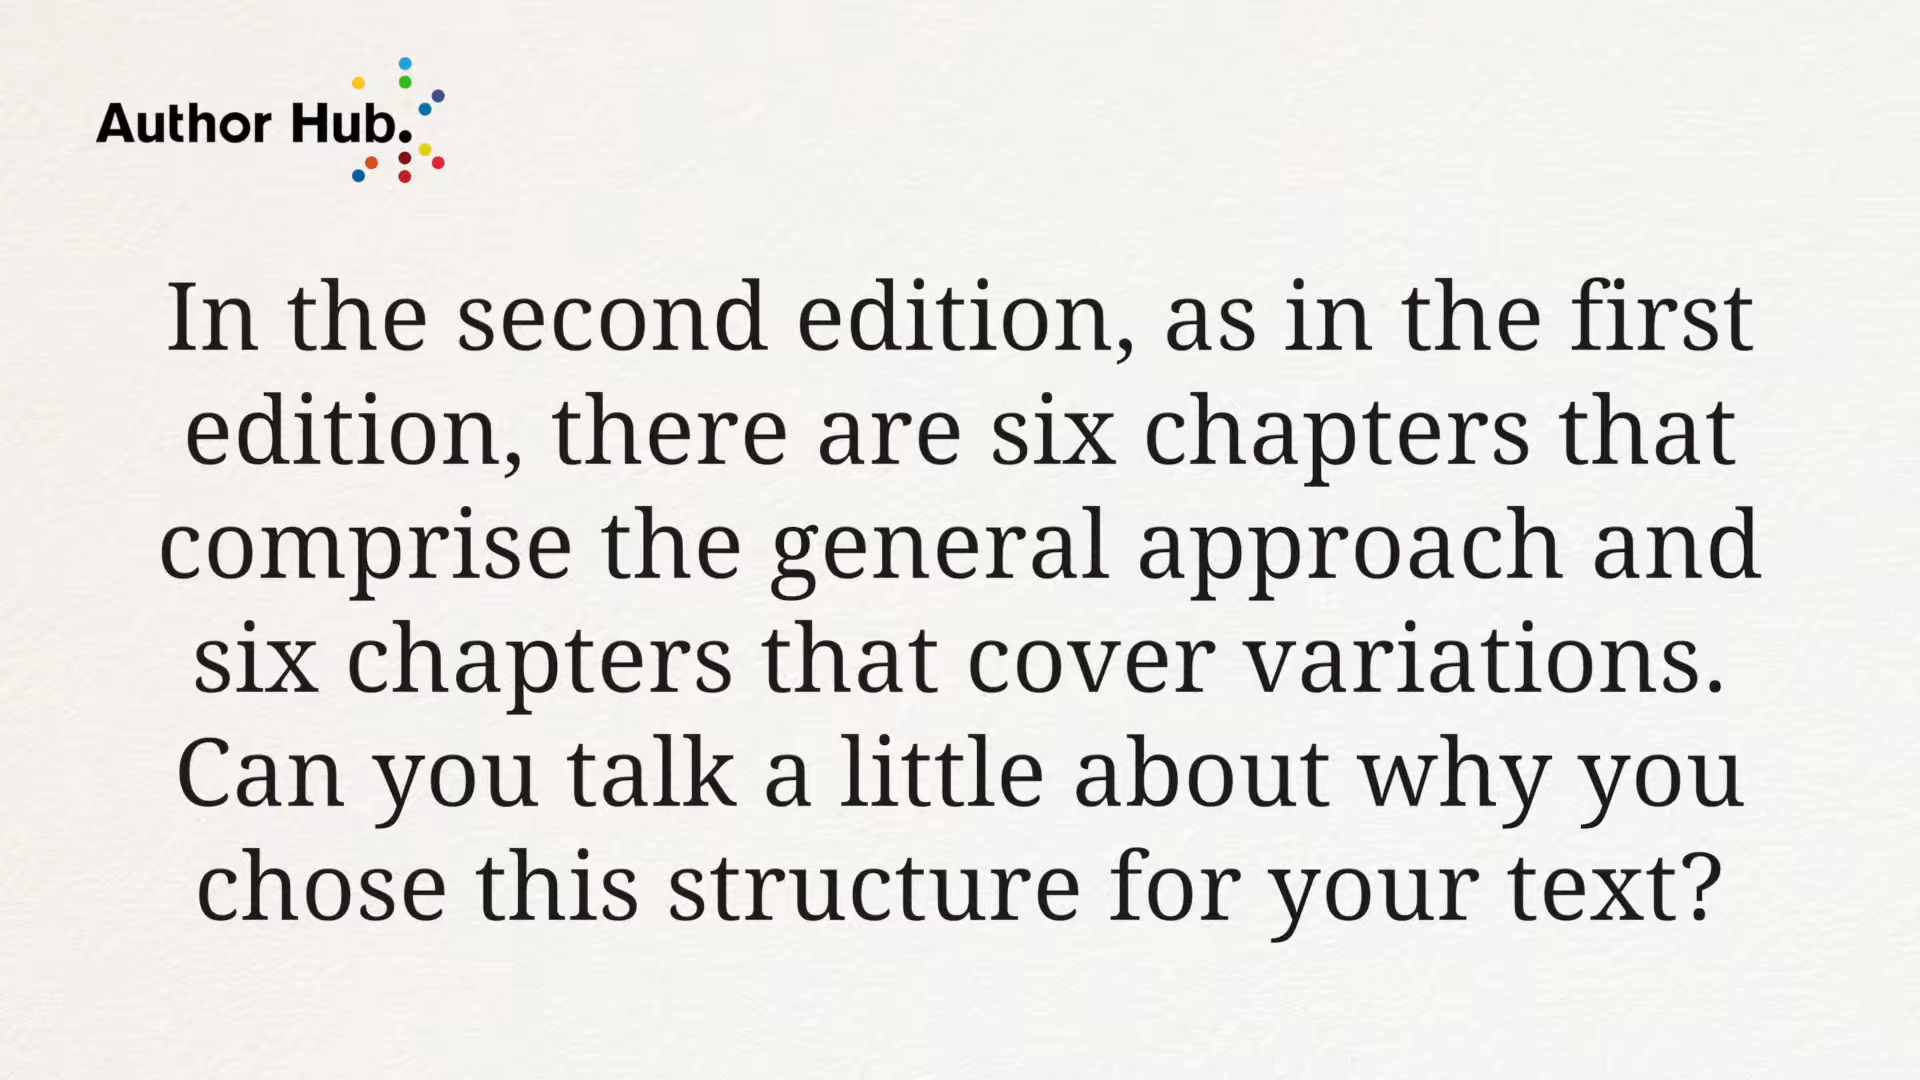 Author Hub.
In the second edition, as in the first
edition, there are six chapters that
comprise the general approach and
six chapters that cover variations.
Can you talk a little about why you
chose this structure for your text?